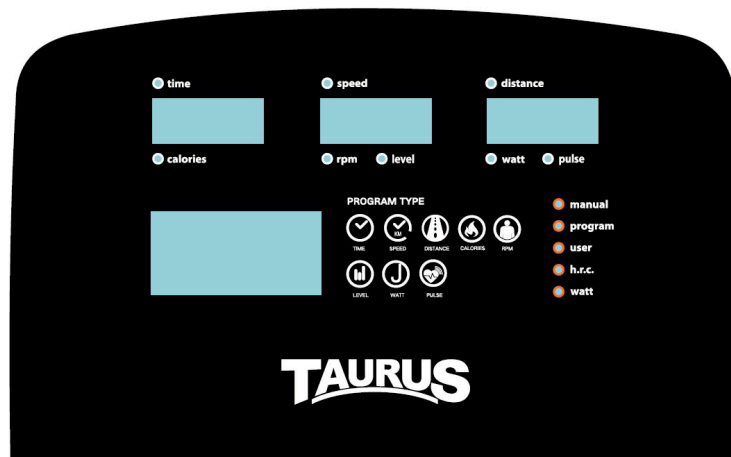 time speed distance
calories rpm level watt pulse
PROGRAM TYPE
KM
TIME SPEED DISTANCE CALORIES RPM
LEVEL WATT PULSE
manual
program
user
h.r.c.
watt
TAURUS